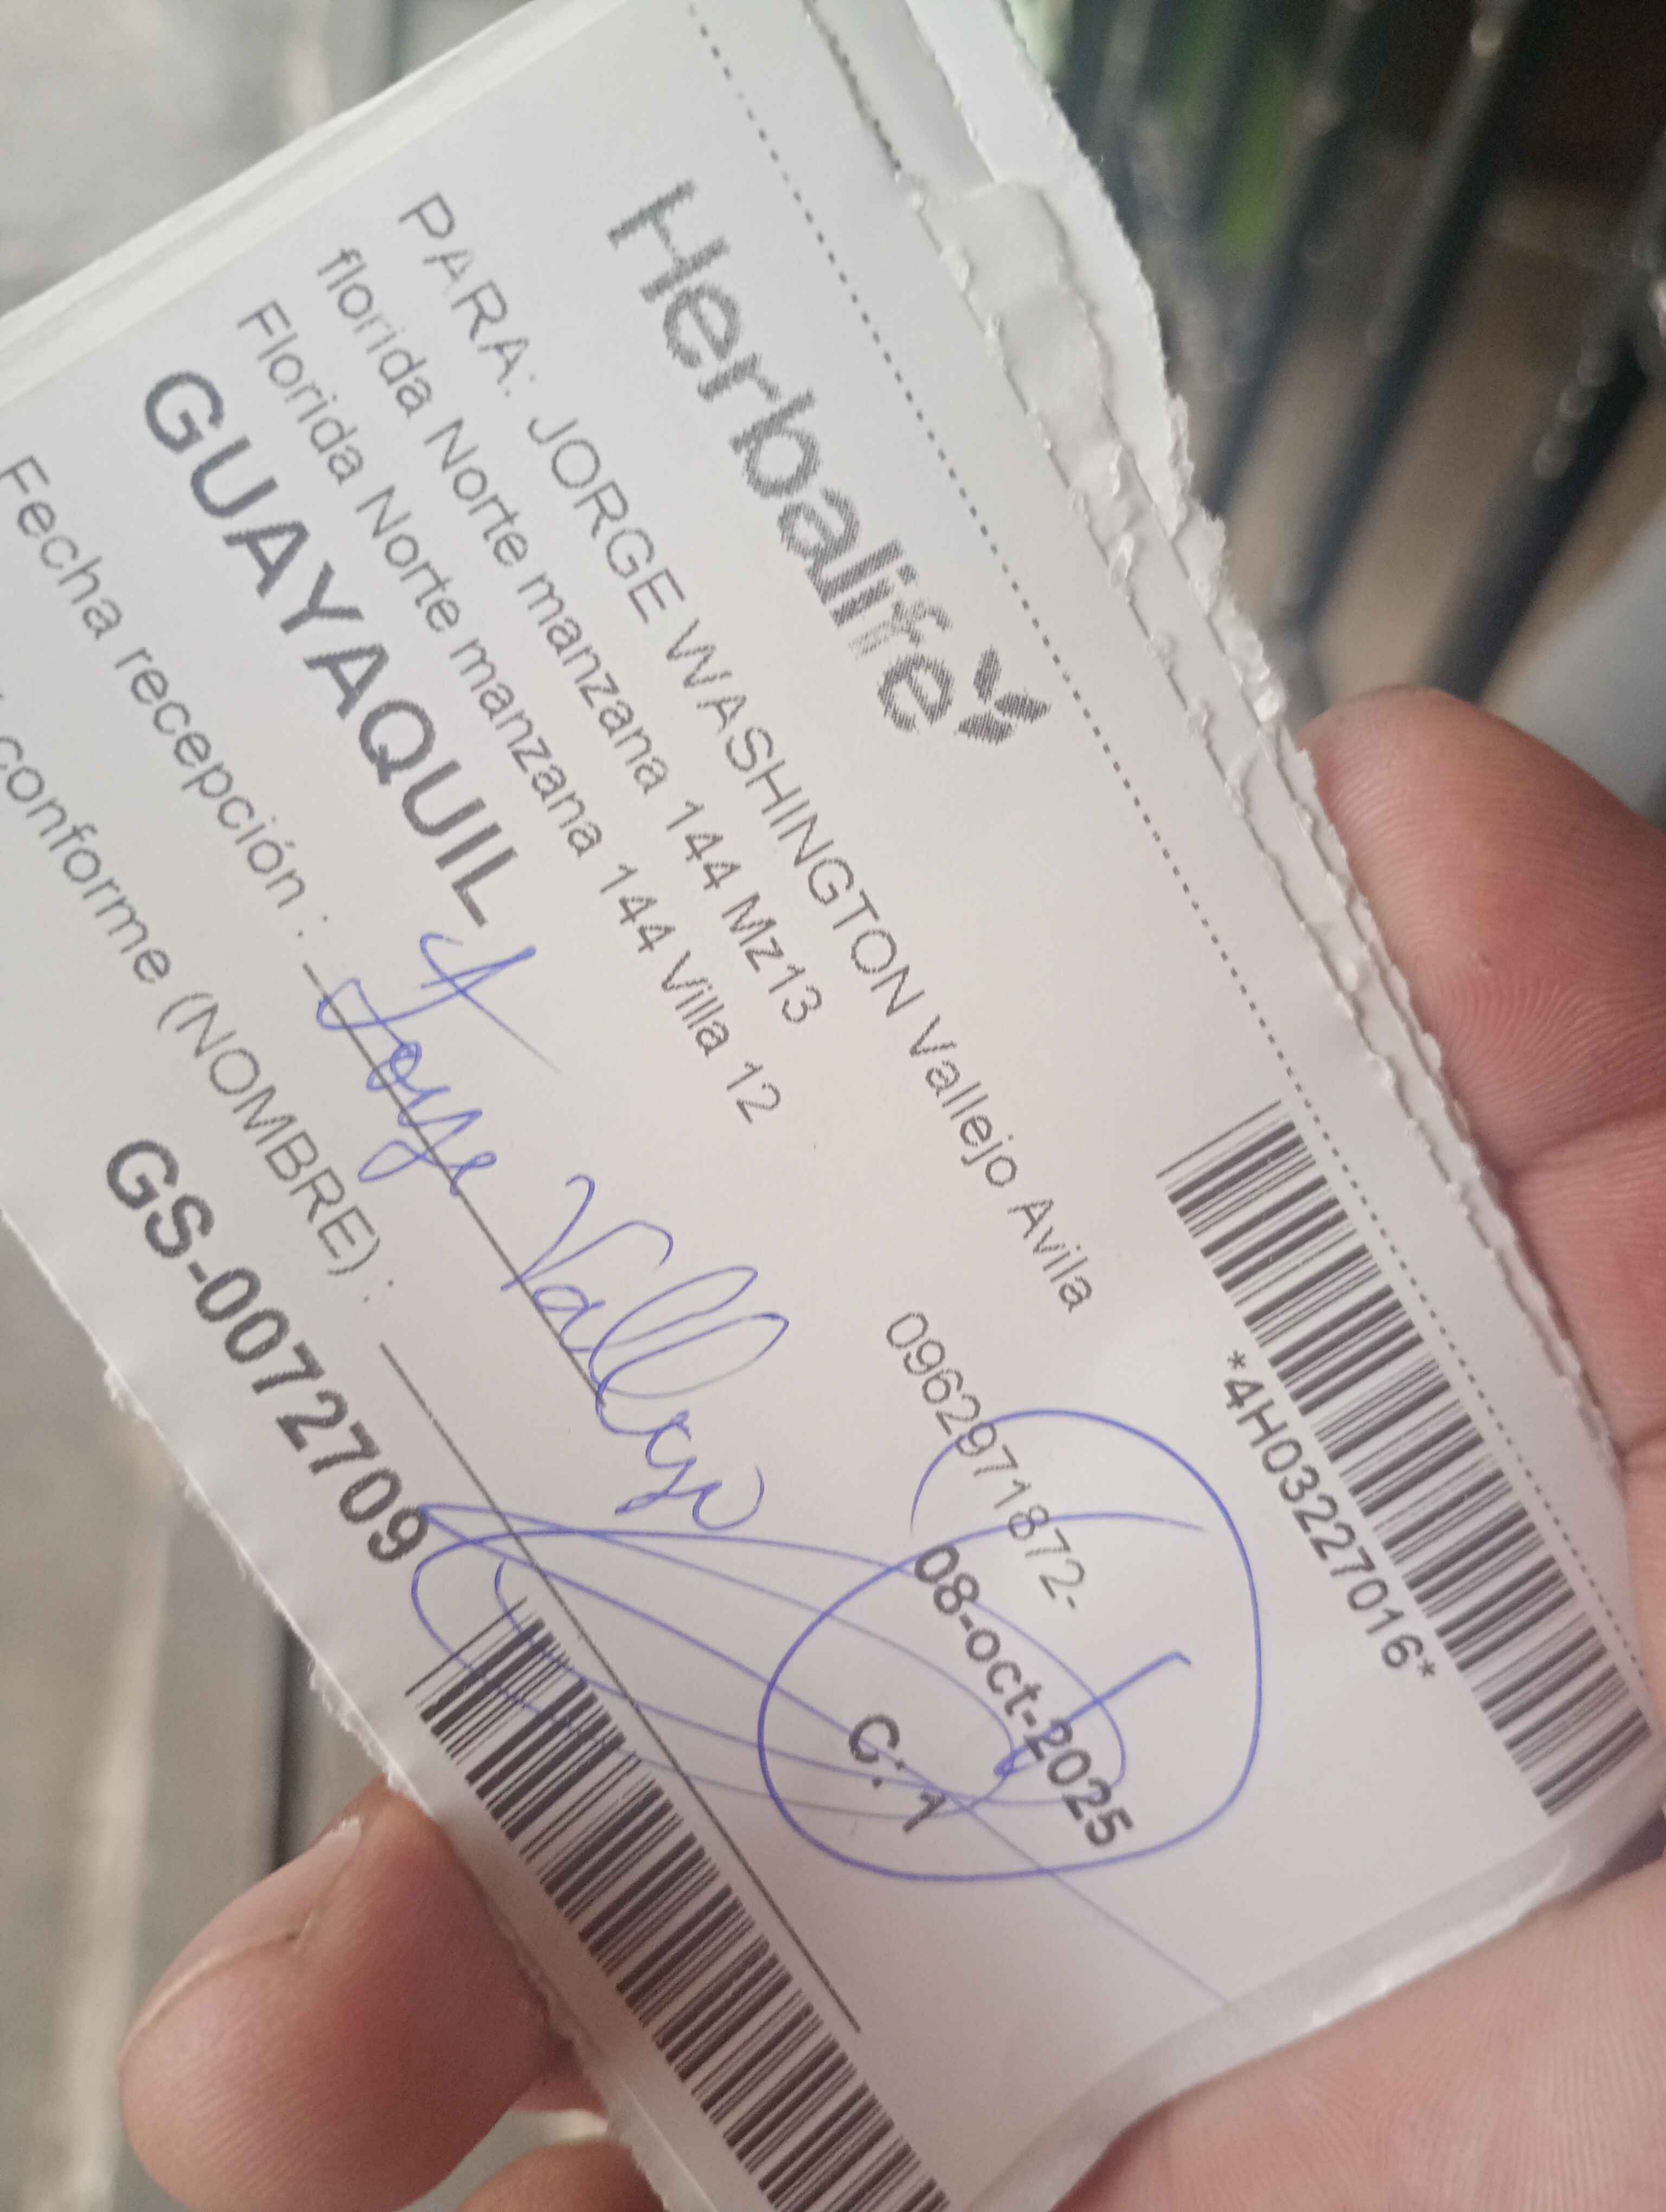 Herbalife
*4H03227016*
PARA: JORGE WASHINGTON Vallejo Avila
florida Norte manzana 144 Mz13
0962971872-
Florida Norte manzana 144 Villa 12
08-oct-2025
GUAYAQUIL
C: 1
Fecha recepción :
Jorge Vallejo
conforme (NOMBRE) :
GS-0072709